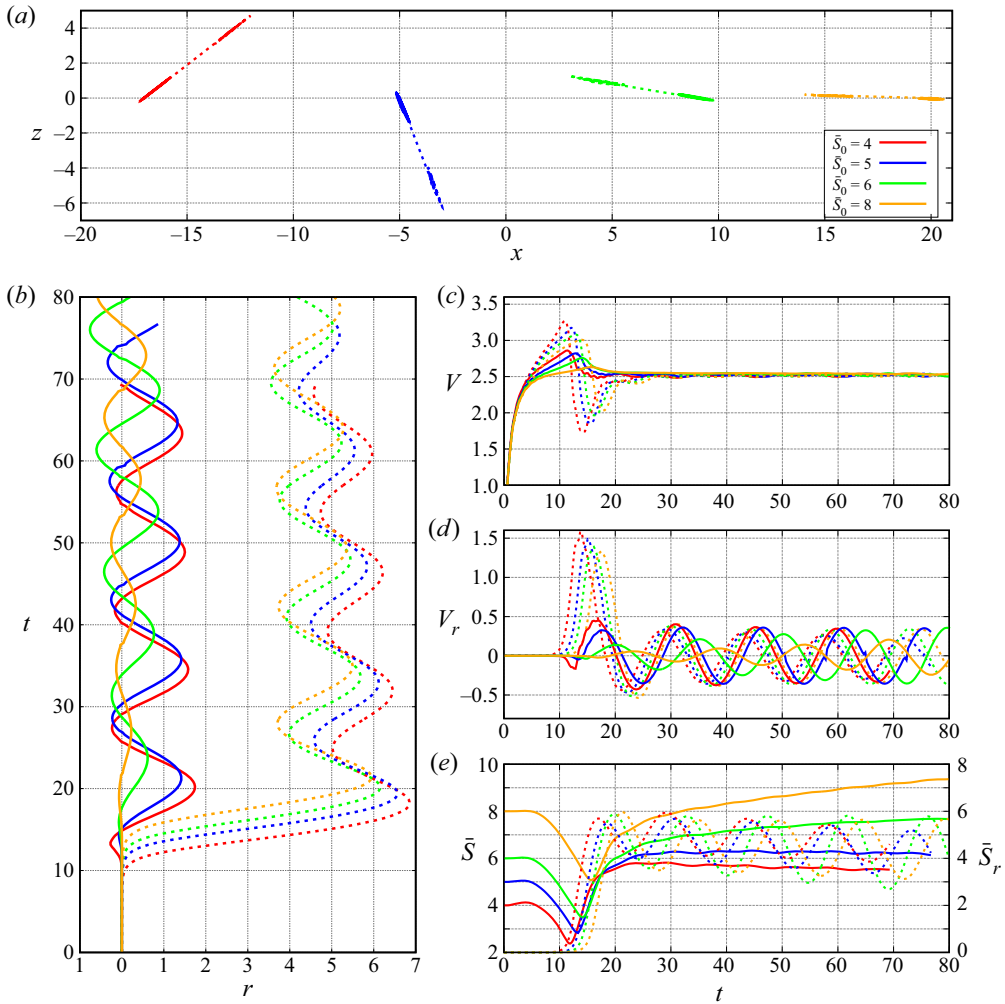 (a)
4
2
0
z
−2
−4
−6
S̄0 = 4
S̄0 = 5
S̄0 = 6
S̄0 = 8
−20 −15 −10 −5 0 5 10 15 20
x
(b)
80
70
60
50
t
40
30
20
10
0
1 0 1 2 3 4 5 6 7
r
(c)
3.5
3.0
V 2.5
2.0
1.5
1.0
0 10 20 30 40 50 60 70 80
(d)
1.5
1.0
Vr 0.5
0
−0.5
0 10 20 30 40 50 60 70 80
(e)
10 8
8 6
S̄ 6 4 S̄r
4 2
2 0
0 10 20 30 40 50 60 70 80
t